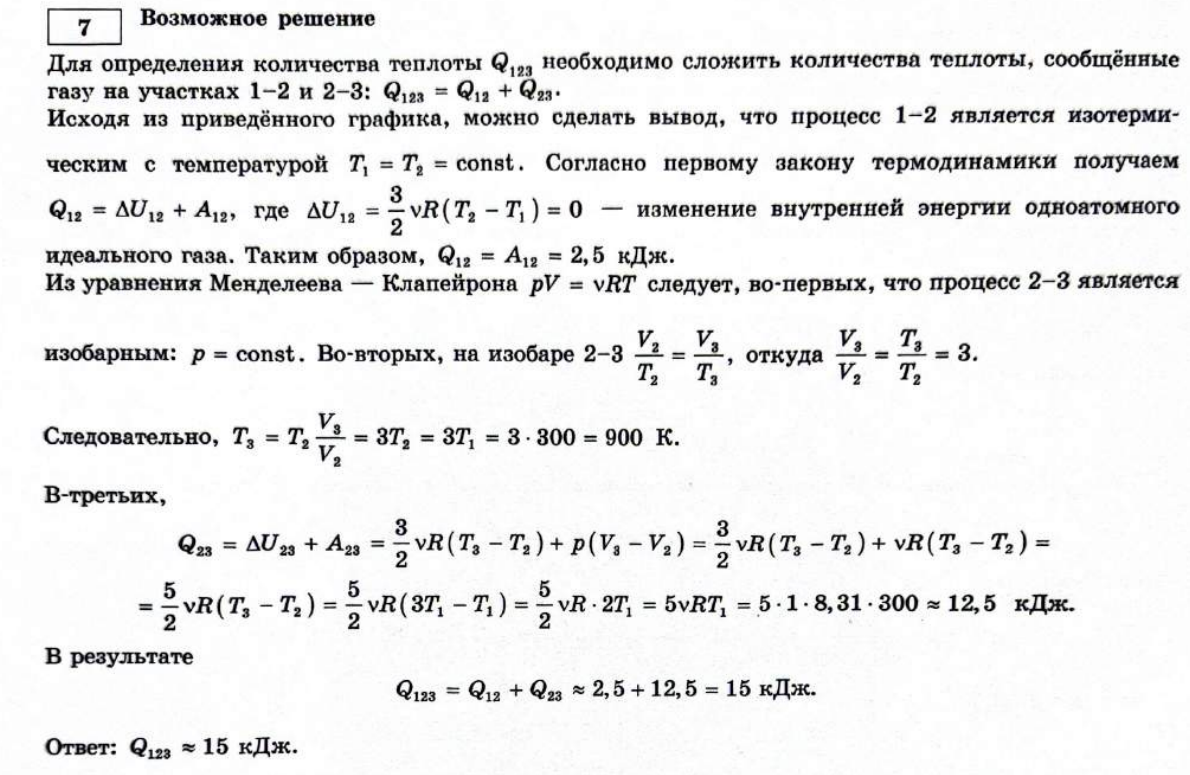 7 Возможное решение
Для определения количества теплоты Q₁₂₃ необходимо сложить количества теплоты, сообщённые
газу на участках 1–2 и 2–3: Q₁₂₃ = Q₁₂ + Q₂₃.
Исходя из приведённого графика, можно сделать вывод, что процесс 1–2 является изотерми-
ческим с температурой T₁ = T₂ = const. Согласно первому закону термодинамики получаем
Q₁₂ = ΔU₁₂ + A₁₂, где ΔU₁₂ = 3/2 νR(T₂ − T₁) = 0 — изменение внутренней энергии одноатомного
идеального газа. Таким образом, Q₁₂ = A₁₂ = 2,5 кДж.
Из уравнения Менделеева — Клапейрона pV = νRT следует, во-первых, что процесс 2–3 является
изобарным: p = const. Во-вторых, на изобаре 2–3 V₂/T₂ = V₃/T₃, откуда V₃/V₂ = T₃/T₂ = 3.
Следовательно, T₃ = T₂ V₃/V₂ = 3T₂ = 3T₁ = 3 · 300 = 900 К.
В-третьих,
Q₂₃ = ΔU₂₃ + A₂₃ = 3/2 νR(T₃ − T₂) + p(V₃ − V₂) = 3/2 νR(T₃ − T₂) + νR(T₃ − T₂) =
= 5/2 νR(T₃ − T₂) = 5/2 νR(3T₁ − T₁) = 5/2 νR · 2T₁ = 5νRT₁ = 5 · 1 · 8,31 · 300 ≈ 12,5 кДж.
В результате
Q₁₂₃ = Q₁₂ + Q₂₃ ≈ 2,5 + 12,5 = 15 кДж.
Ответ: Q₁₂₃ ≈ 15 кДж.